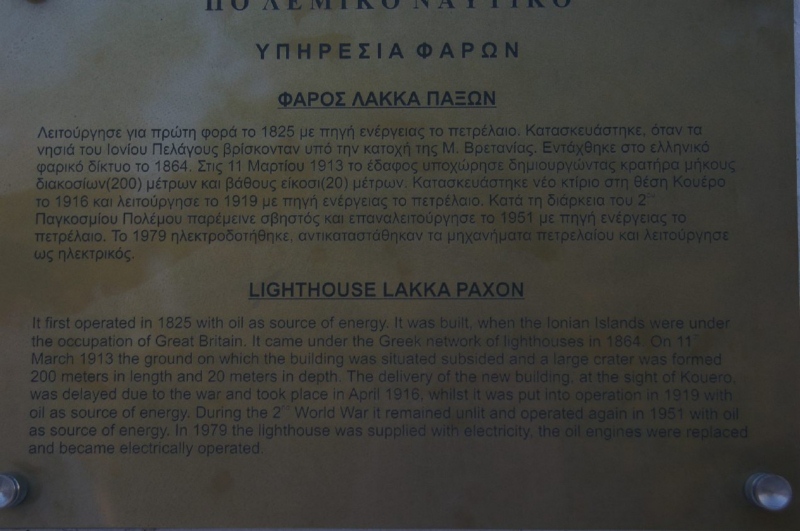 ΠΟΛΕΜΙΚΟ ΝΑΥΤΙΚΟ
ΥΠΗΡΕΣΙΑ ΦΑΡΩΝ
ΦΑΡΟΣ ΛΑΚΚΑ ΠΑΞΩΝ
Λειτούργησε για πρώτη φορά το 1825 με πηγή ενέργειας το πετρέλαιο. Κατασκευάστηκε, όταν τα
νησιά του Ιονίου Πελάγους βρίσκονταν υπό την κατοχή της Μ. Βρετανίας. Εντάχθηκε στο ελληνικό
φαρικό δίκτυο το 1864. Στις 11 Μαρτίου 1913 το έδαφος υποχώρησε δημιουργώντας κρατήρα μήκους
διακοσίων(200) μέτρων και βάθους είκοσι(20) μέτρων. Κατασκευάστηκε νέο κτίριο στη θέση Κουέρο
το 1916 και λειτούργησε το 1919 με πηγή ενέργειας το πετρέλαιο. Κατά τη διάρκεια του 2ου
Παγκοσμίου Πολέμου παρέμεινε σβηστός και επαναλειτούργησε το 1951 με πηγή ενέργειας το
πετρέλαιο. Το 1979 ηλεκτροδοτήθηκε, αντικαταστάθηκαν τα μηχανήματα πετρελαίου και λειτούργησε
ως ηλεκτρικός.
LIGHTHOUSE LAKKA PAXON
It first operated in 1825 with oil as source of energy. It was built, when the Ionian Islands were under
the occupation of Great Britain. It came under the Greek network of lighthouses in 1864. On 11th
March 1913 the ground on which the building was situated subsided and a large crater was formed
200 meters in length and 20 meters in depth. The delivery of the new building, at the sight of Kouero,
was delayed due to the war and took place in April 1916, whilst it was put into operation in 1919 with
oil as source of energy. During the 2nd World War it remained unlit and operated again in 1951 with oil
as source of energy. In 1979 the lighthouse was supplied with electricity, the oil engines were replaced
and became electrically operated.